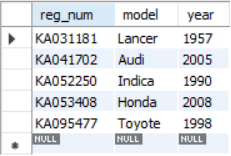 reg_num model year
KA031181 Lancer 1957
KA041702 Audi 2005
KA052250 Indica 1990
KA053408 Honda 2008
KA095477 Toyote 1998
NULL NULL NULL